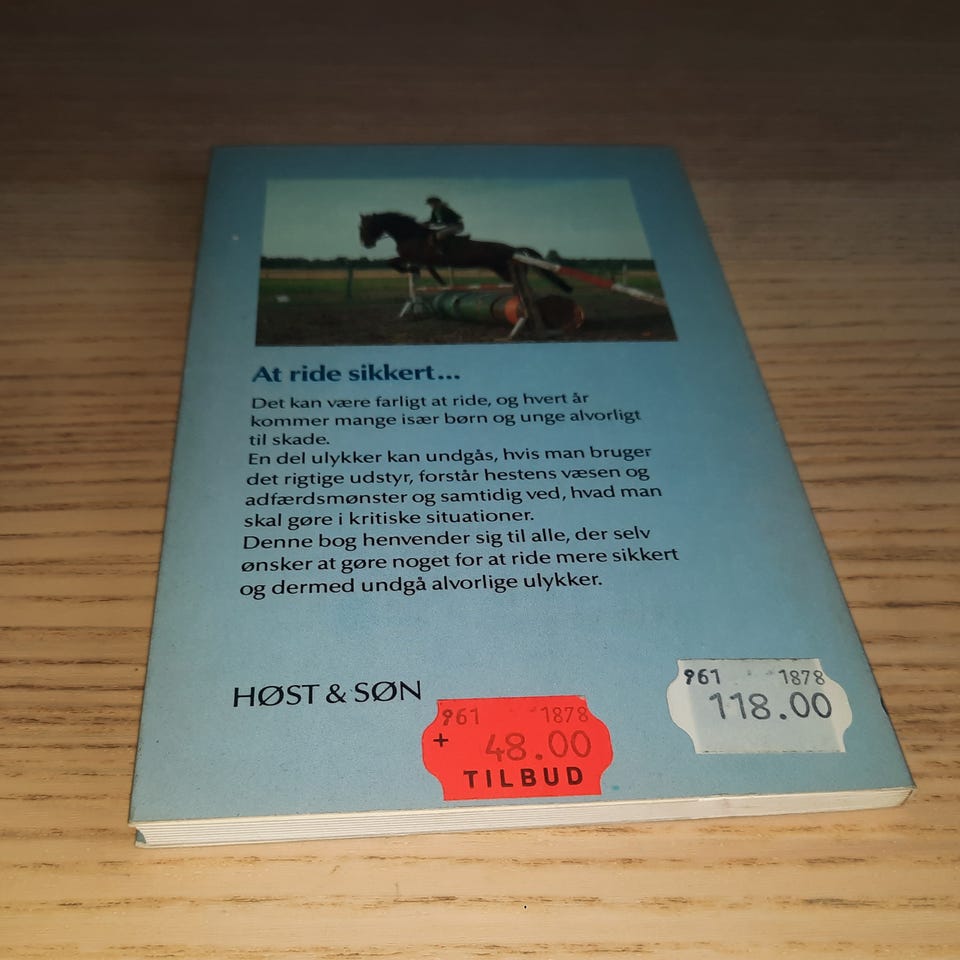 At ride sikkert...
Det kan være farligt at ride, og hvert år
kommer mange især børn og unge alvorligt
til skade.
En del ulykker kan undgås, hvis man bruger
det rigtige udstyr, forstår hestens væsen og
adfærdsmønster og samtidig ved, hvad man
skal gøre i kritiske situationer.
Denne bog henvender sig til alle, der selv
ønsker at gøre noget for at ride mere sikkert
og dermed undgå alvorlige ulykker.
HØST & SØN
961 1878
+ 48.00
TILBUD
961 1878
118.00